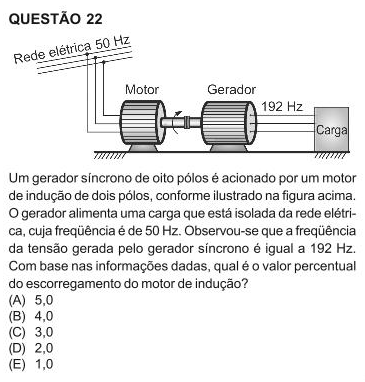 QUESTÃO 22
Rede elétrica 50 Hz
Motor
Gerador
192 Hz
Carga
Um gerador síncrono de oito pólos é acionado por um motor
de indução de dois pólos, conforme ilustrado na figura acima.
O gerador alimenta uma carga que está isolada da rede elétri-
ca, cuja freqüência é de 50 Hz. Observou-se que a freqüência
da tensão gerada pelo gerador síncrono é igual a 192 Hz.
Com base nas informações dadas, qual é o valor percentual
do escorregamento do motor de indução?
(A) 5,0
(B) 4,0
(C) 3,0
(D) 2,0
(E) 1,0